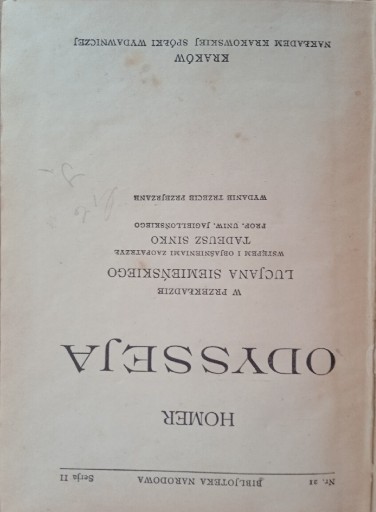 Nr. 21 BIBLJOTEKA NARODOWA Serja II
HOMER
ODYSSEJA
W PRZEKŁADZIE
LUCJANA SIEMIEŃSKIEGO
WSTĘPEM I OBJAŚNIENIAMI ZAOPATRZYŁ
TADEUSZ SINKO
PROF. UNIW. JAGIELLOŃSKIEGO
WYDANIE TRZECIE PRZEJRZANE
KRAKÓW
NAKŁADEM KRAKOWSKIEJ SPÓŁKI WYDAWNICZEJ